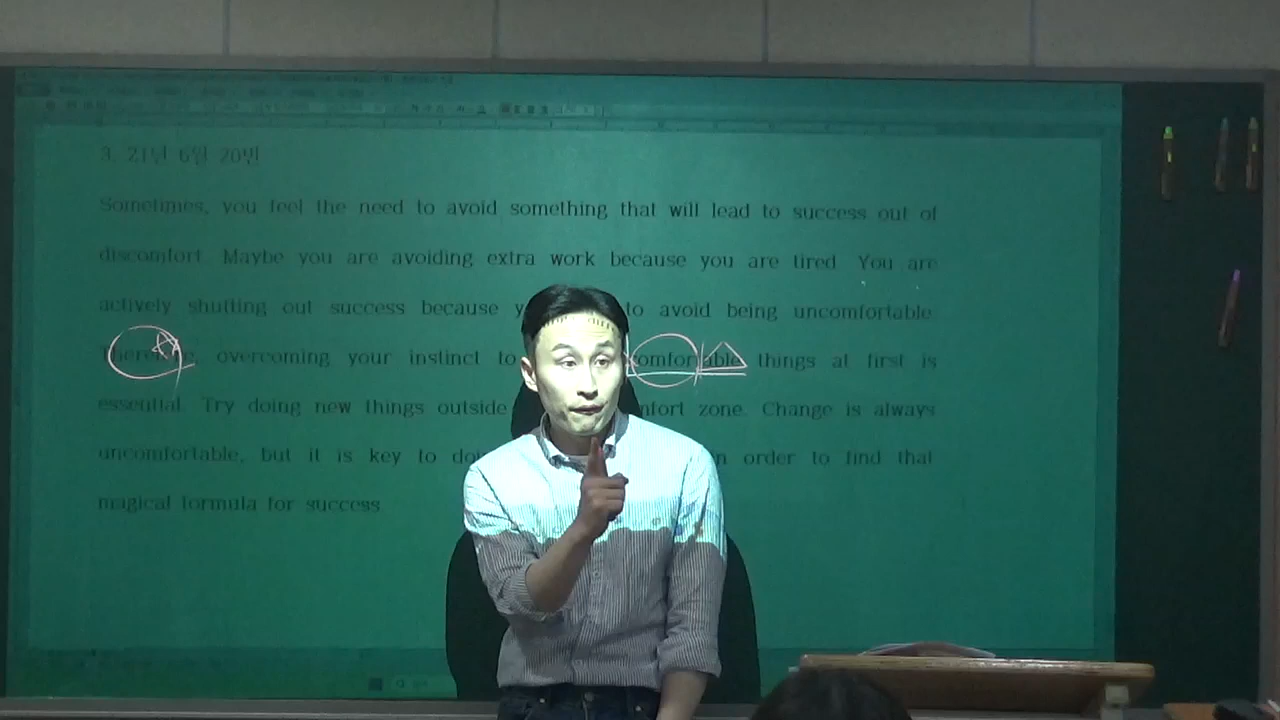 3. 21년 6월 20번
Sometimes, you feel the need to avoid something that will lead to success out of
discomfort. Maybe you are avoiding extra work because you are tired. You are
actively shutting out success because y to avoid being uncomfortable.
Therefore, overcoming your instinct to comfortable things at first is
essential. Try doing new things outside mfort zone. Change is always
uncomfortable, but it is key to do n order to find that
magical formula for success.